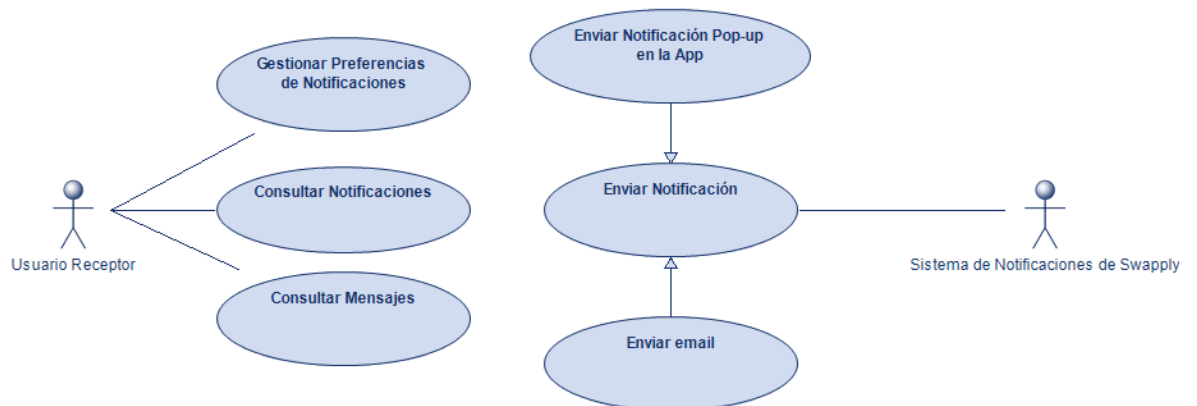 Gestionar Preferencias
de Notificaciones
Consultar Notificaciones
Consultar Mensajes
Usuario Receptor
Enviar Notificación Pop-up
en la App
Enviar Notificación
Enviar email
Sistema de Notificaciones de Swapply